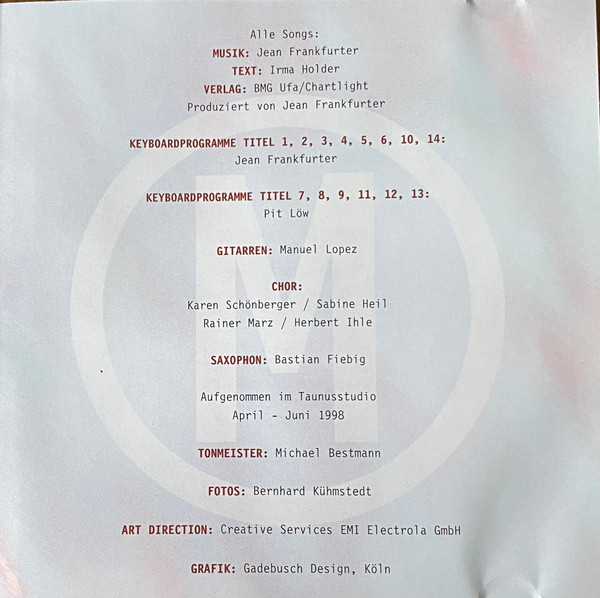 Alle Songs:
MUSIK: Jean Frankfurter
TEXT: Irma Holder
VERLAG: BMG Ufa/Chartlight
Produziert von Jean Frankfurter
KEYBOARDPROGRAMME TITEL 1, 2, 3, 4, 5, 6, 10, 14:
Jean Frankfurter
KEYBOARDPROGRAMME TITEL 7, 8, 9, 11, 12, 13:
Pit Löw
GITARREN: Manuel Lopez
CHOR:
Karen Schönberger / Sabine Heil
Rainer Marz / Herbert Ihle
SAXOPHON: Bastian Fiebig
Aufgenommen im Taunusstudio
April - Juni 1998
TONMEISTER: Michael Bestmann
FOTOS: Bernhard Kühmstedt
ART DIRECTION: Creative Services EMI Electrola GmbH
GRAFIK: Gadebusch Design, Köln
M